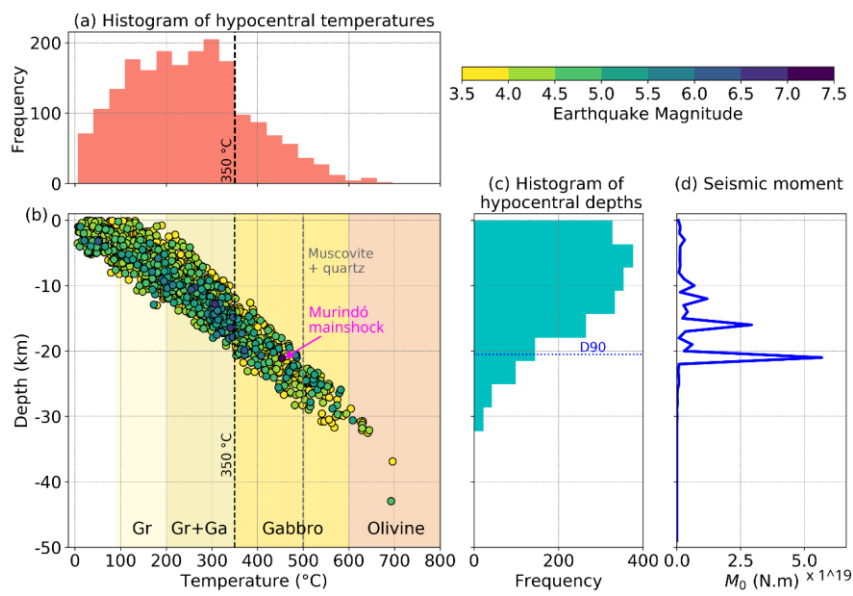 (a) Histogram of hypocentral temperatures
200
100
0
Frequency
350 °C
3.5 4.0 4.5 5.0 5.5 6.0 6.5 7.0 7.5
Earthquake Magnitude
(b)
0
-10
-20
-30
-40
-50
Depth (km)
Muscovite
+ quartz
Murindó
mainshock
350 °C
Gr Gr+Ga Gabbro Olivine
0 100 200 300 400 500 600 700 800
Temperature (°C)
(c) Histogram of
hypocentral depths
D90
0 200 400
Frequency
(d) Seismic moment
0.0 2.5 5.0
M₀ (N.m) x 1^19